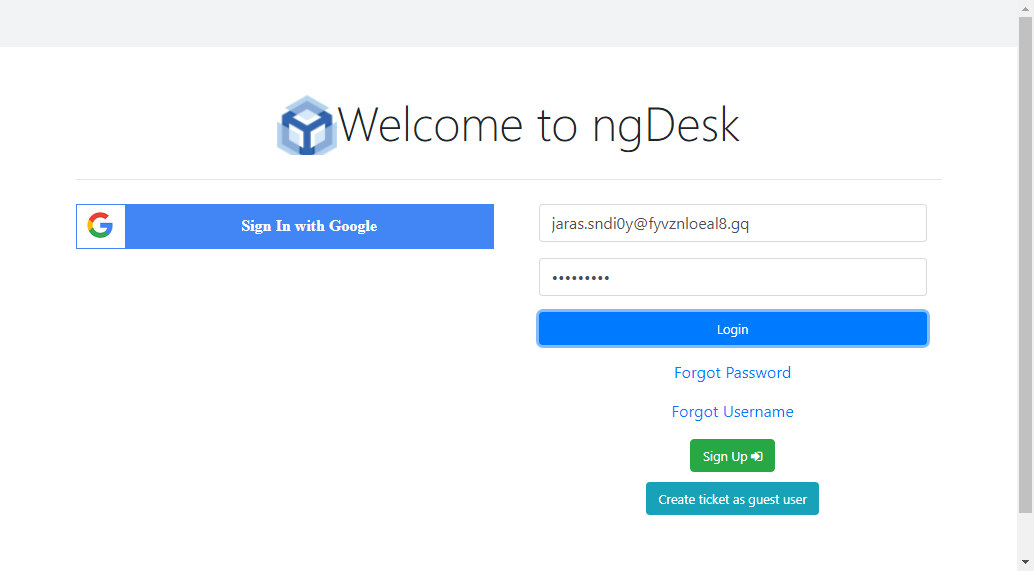 Welcome to ngDesk
Sign In with Google
jaras.sndi0y@fyvznloeal8.gq
•••••••••
Login
Forgot Password
Forgot Username
Sign Up
Create ticket as guest user